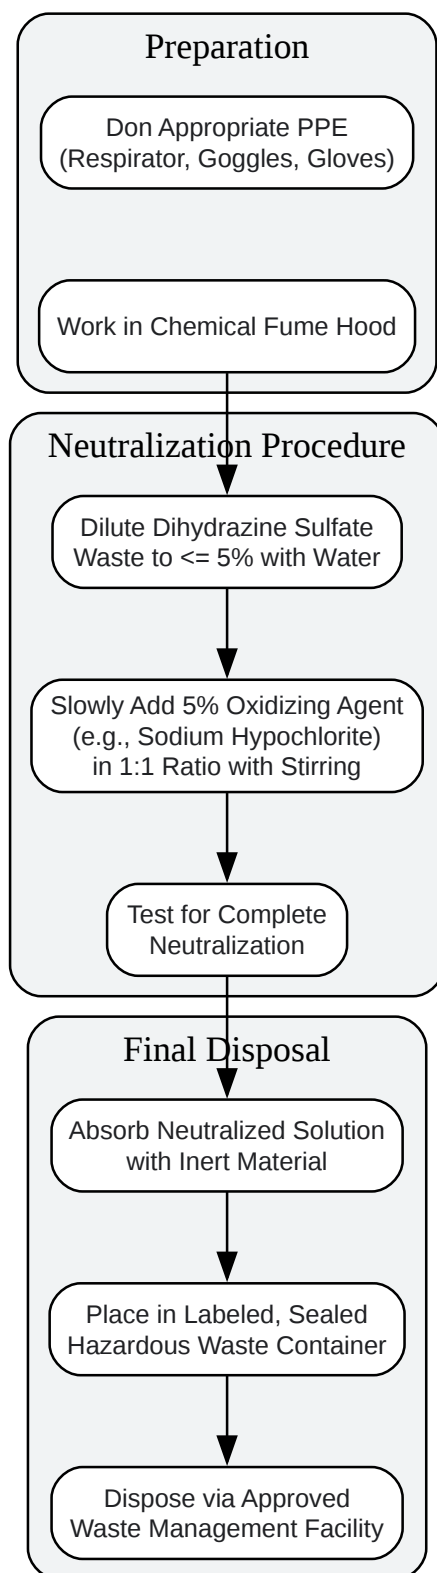 Preparation
Don Appropriate PPE
(Respirator, Goggles, Gloves)
Work in Chemical Fume Hood
Neutralization Procedure
Dilute Dihydrazine Sulfate
Waste to <= 5% with Water
Slowly Add 5% Oxidizing Agent
(e.g., Sodium Hypochlorite)
in 1:1 Ratio with Stirring
Test for Complete
Neutralization
Final Disposal
Absorb Neutralized Solution
with Inert Material
Place in Labeled, Sealed
Hazardous Waste Container
Dispose via Approved
Waste Management Facility